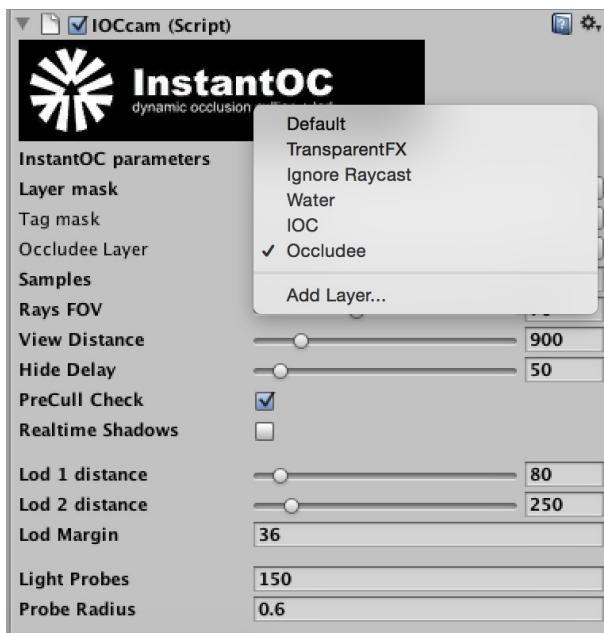 IOCcam (Script)
InstantOC
dynamic occlusion
InstantOC parameters
Layer mask
Tag mask
Occludee Layer
Default
TransparentFX
Ignore Raycast
Water
IOC
✓ Occludee
Add Layer...
Samples
Rays FOV
View Distance 900
Hide Delay 50
PreCull Check
Realtime Shadows
Lod 1 distance 80
Lod 2 distance 250
Lod Margin 36
Light Probes 150
Probe Radius 0.6